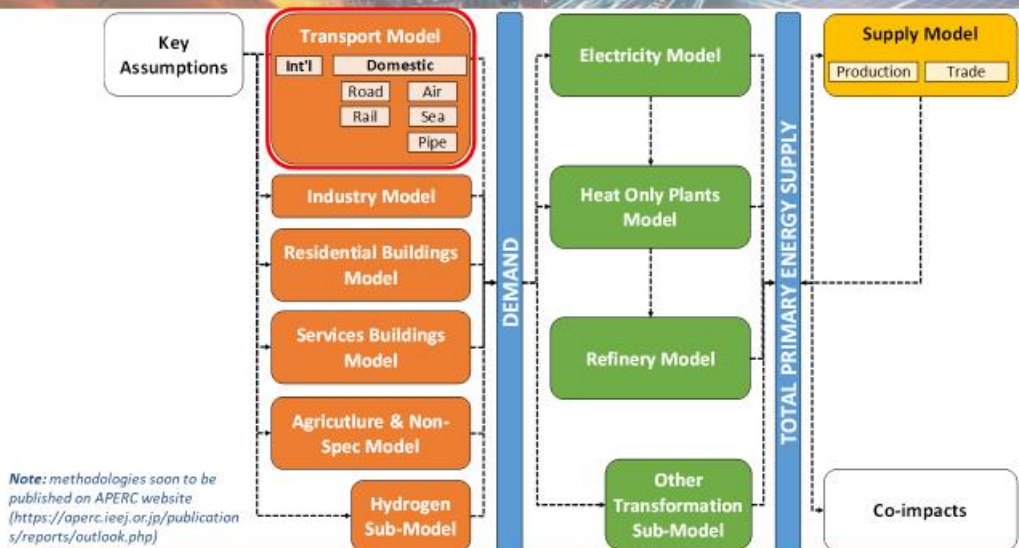 Key
Assumptions
Transport Model
Int'l
Domestic
Road
Air
Rail
Sea
Pipe
Industry Model
Residential Buildings
Model
Services Buildings
Model
Agricutlure & Non-
Spec Model
Hydrogen
Sub-Model
DEMAND
Electricity Model
Heat Only Plants
Model
Refinery Model
Other
Transformation
Sub-Model
TOTAL PRIMARY ENERGY SUPPLY
Supply Model
Production
Trade
Co-impacts
Note: methodologies soon to be
published on APERC website
(https://aperc.ieej.or.jp/publication
s/reports/outlook.php)